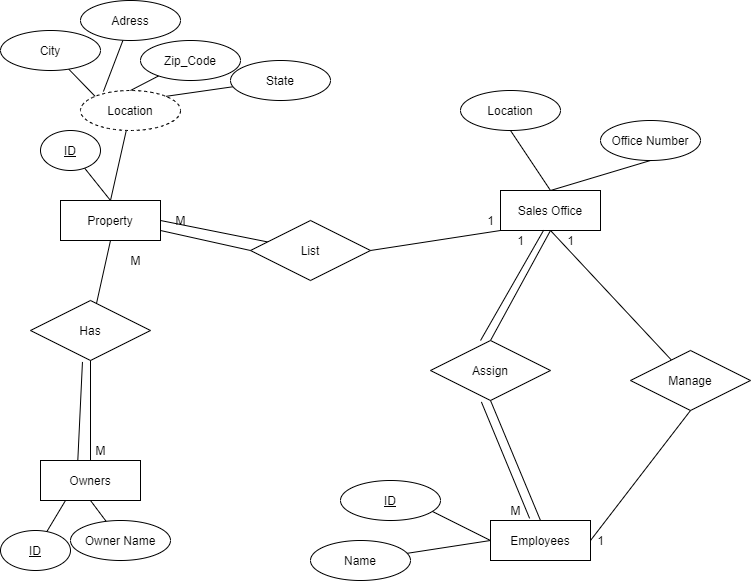 Adress
City
Zip_Code
State
Location
Location
ID
Office Number
Property
M
1
Sales Office
M
1
1
List
Has
Assign
Manage
M
Owners
ID
M
ID
Owner Name
Employees
1
Name